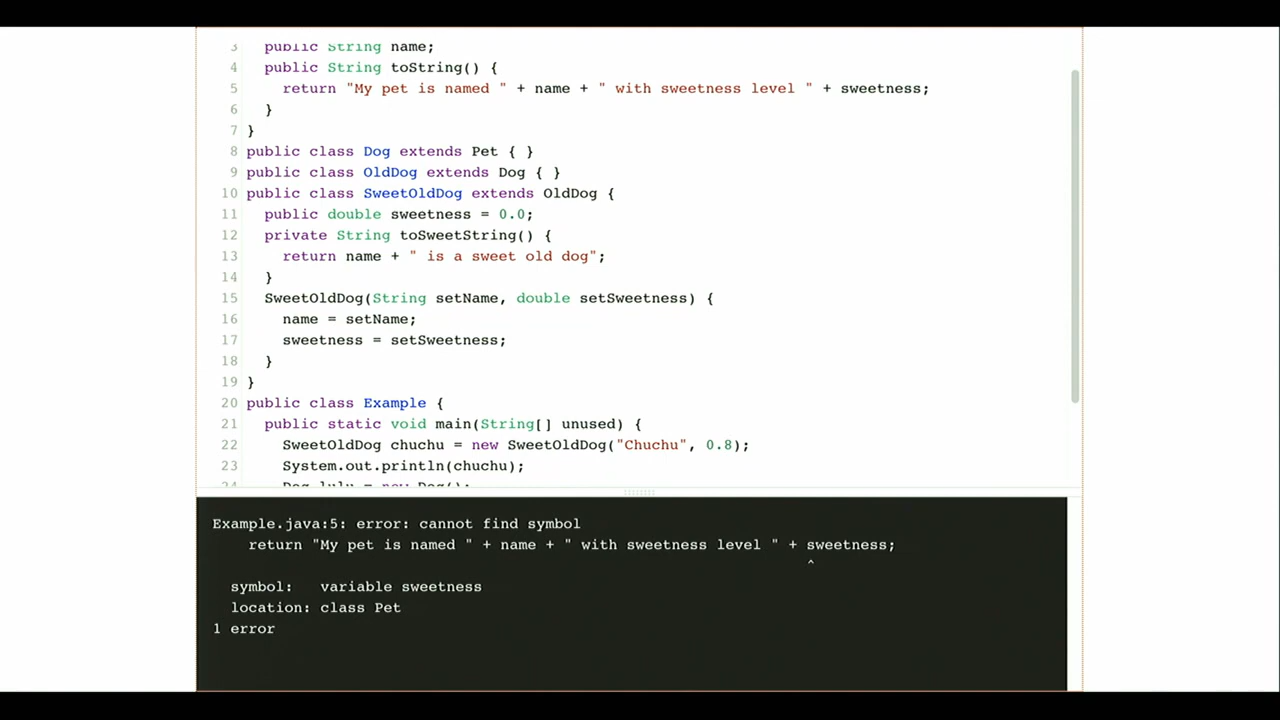 3 public String name;
4 public String toString() {
5 return "My pet is named " + name + " with sweetness level " + sweetness;
6 }
7 }
8 public class Dog extends Pet { }
9 public class OldDog extends Dog { }
10 public class SweetOldDog extends OldDog {
11 public double sweetness = 0.0;
12 private String toSweetString() {
13 return name + " is a sweet old dog";
14 }
15 SweetOldDog(String setName, double setSweetness) {
16 name = setName;
17 sweetness = setSweetness;
18 }
19 }
20 public class Example {
21 public static void main(String[] unused) {
22 SweetOldDog chuchu = new SweetOldDog("Chuchu", 0.8);
23 System.out.println(chuchu);
24 Dog lulu = new Dog();
Example.java:5: error: cannot find symbol
return "My pet is named " + name + " with sweetness level " + sweetness;
^
symbol: variable sweetness
location: class Pet
1 error